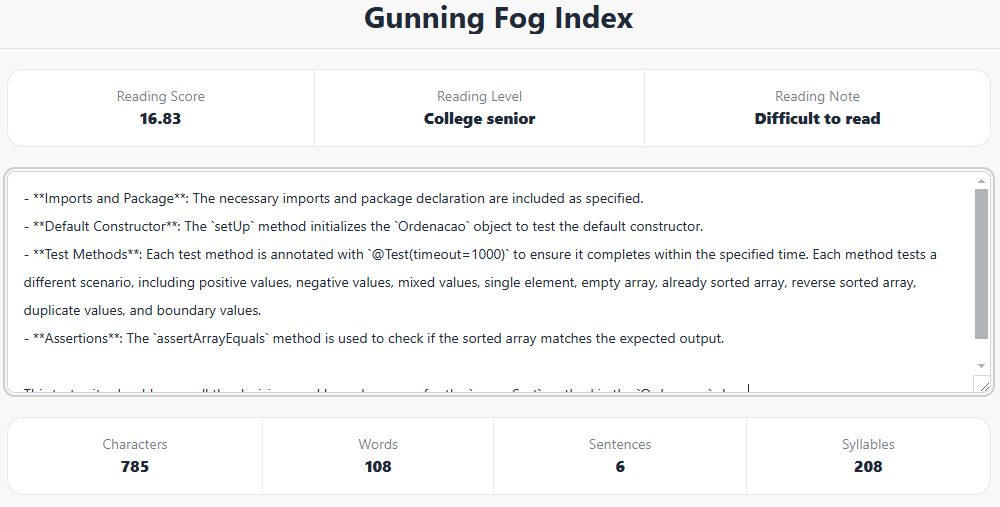 Gunning Fog Index
Reading Score
16.83
Reading Level
College senior
Reading Note
Difficult to read
- **Imports and Package**: The necessary imports and package declaration are included as specified.
- **Default Constructor**: The `setUp` method initializes the `Ordenacao` object to test the default constructor.
- **Test Methods**: Each test method is annotated with `@Test(timeout=1000)` to ensure it completes within the specified time. Each method tests a
different scenario, including positive values, negative values, mixed values, single element, empty array, already sorted array, reverse sorted array,
duplicate values, and boundary values.
- **Assertions**: The `assertArrayEquals` method is used to check if the sorted array matches the expected output.
Characters
785
Words
108
Sentences
6
Syllables
208